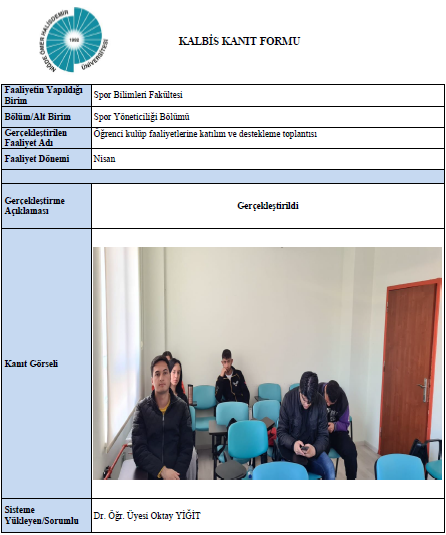 NİĞDE ÖMER HALİSDEMİR ÜNİVERSİTESİ
1992
KALBİS KANIT FORMU
Faaliyetin Yapıldığı
Birim
Spor Bilimleri Fakültesi
Bölüm/Alt Birim
Spor Yöneticiliği Bölümü
Gerçekleştirilen
Faaliyet Adı
Öğrenci kulüp faaliyetlerine katılım ve destekleme toplantısı
Faaliyet Dönemi
Nisan
Gerçekleştirme
Açıklaması
Gerçekleştirildi
Kanıt Görseli
Sisteme
Yükleyen/Sorumlu
Dr. Öğr. Üyesi Oktay YİĞİT